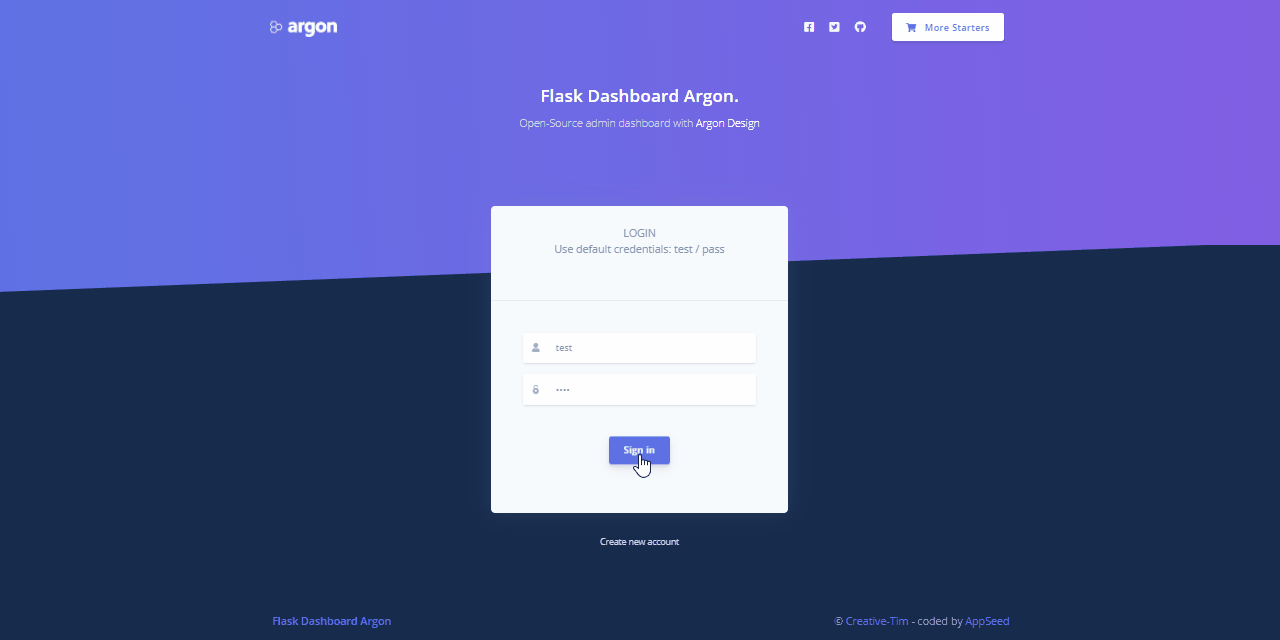 argon
More Starters
Flask Dashboard Argon.
Open-Source admin dashboard with Argon Design
LOGIN
Use default credentials: test / pass
test
••••
Sign in
Create new account
Flask Dashboard Argon
© Creative-Tim - coded by AppSeed